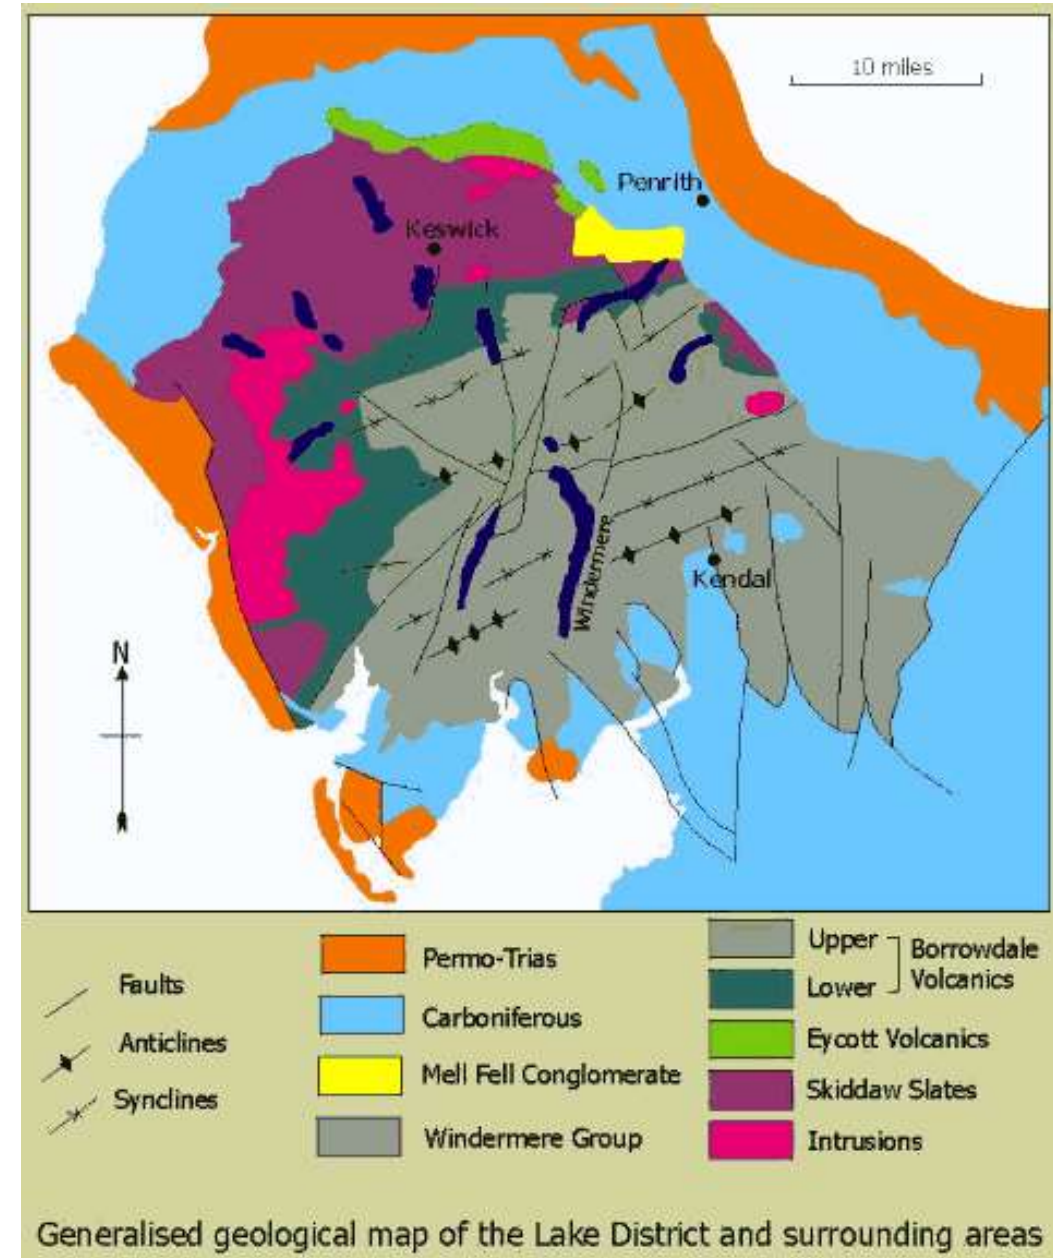 10 miles
Penrith
Keswick
Windermere
Kendal
N
Faults
Anticlines
Synclines
Permo-Trias
Carboniferous
Mell Fell Conglomerate
Windermere Group
Upper
Lower
Borrowdale
Volcanics
Eycott Volcanics
Skiddaw Slates
Intrusions
Generalised geological map of the Lake District and surrounding areas